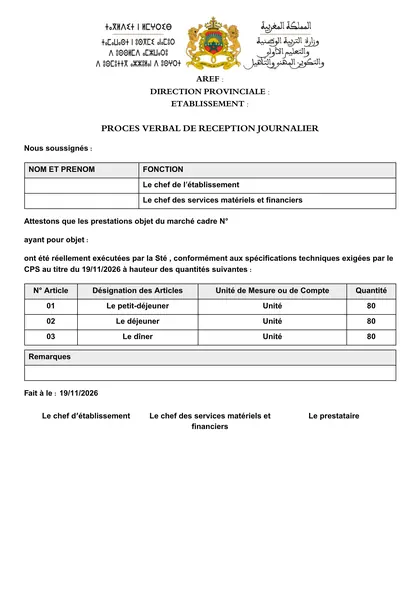 ⵜⴰⴳⵍⴷⵉⵜ ⵏ ⵍⵎⵖⵔⵉⴱ
المملكة المغربية
وزارة التربية الوطنية
والتعليم الأولي
والرياضة
AREF :
DIRECTION PROVINCIALE :
ETABLISSEMENT :
PROCES VERBAL DE RECEPTION JOURNALIER
Nous soussignés :
NOM ET PRENOM FONCTION
Le chef de l'établissement
Le chef des services matériels et financiers
Attestons que les prestations objet du marché cadre N°
ayant pour objet :
ont été réellement exécutées par la Sté , conformément aux spécifications techniques exigées par le
CPS au titre du 19/11/2026 à hauteur des quantités suivantes :
N° Article Désignation des Articles Unité de Mesure ou de Compte Quantité
01 Le petit-déjeuner Unité 80
02 Le déjeuner Unité 80
03 Le dîner Unité 80
Remarques
Fait à le : 19/11/2026
Le chef d'établissement Le chef des services matériels et Le prestataire
financiers